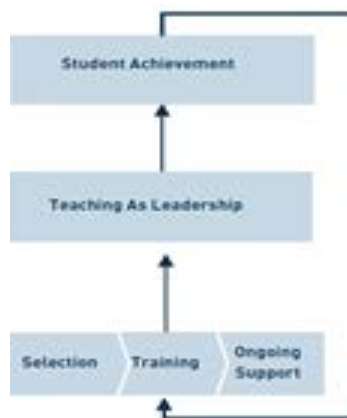 Student Achievement
Teaching As Leadership
Selection
Training
Ongoing
Support